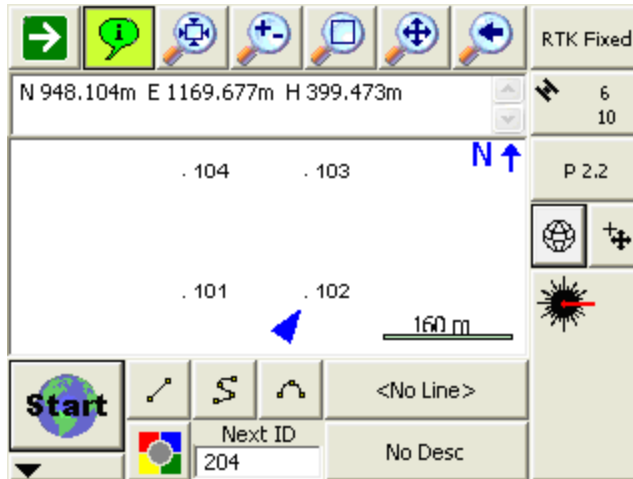 RTK Fixed
N 948.104m E 1169.677m H 399.473m
6
10
N
. 104 . 103
P 2.2
. 101 . 102
160 m
Start
<No Line>
Next ID
204
No Desc